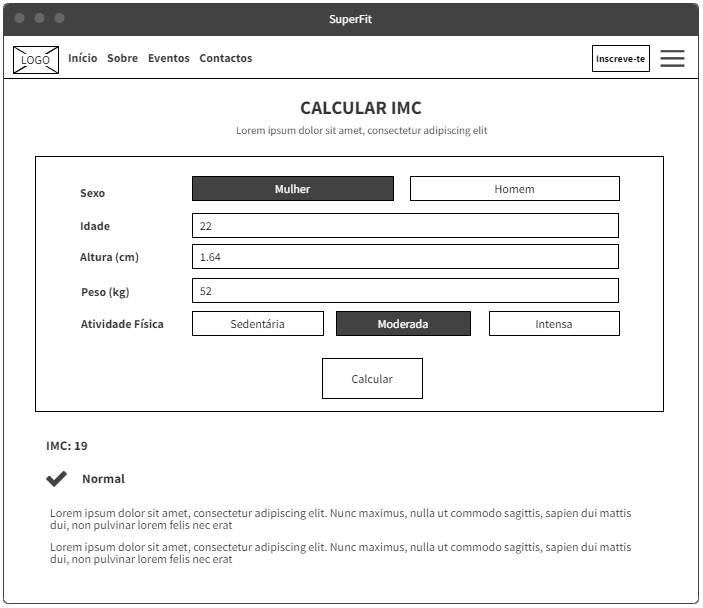 SuperFit
LOGO Início Sobre Eventos Contactos Inscreve-te
CALCULAR IMC
Lorem ipsum dolor sit amet, consectetur adipiscing elit
Sexo Mulher Homem
Idade 22
Altura (cm) 1.64
Peso (kg) 52
Atividade Física Sedentária Moderada Intensa
Calcular
IMC: 19
Normal
Lorem ipsum dolor sit amet, consectetur adipiscing elit. Nunc maximus, nulla ut commodo sagittis, sapien dui mattis
dui, non pulvinar lorem felis nec erat
Lorem ipsum dolor sit amet, consectetur adipiscing elit. Nunc maximus, nulla ut commodo sagittis, sapien dui mattis
dui, non pulvinar lorem felis nec erat